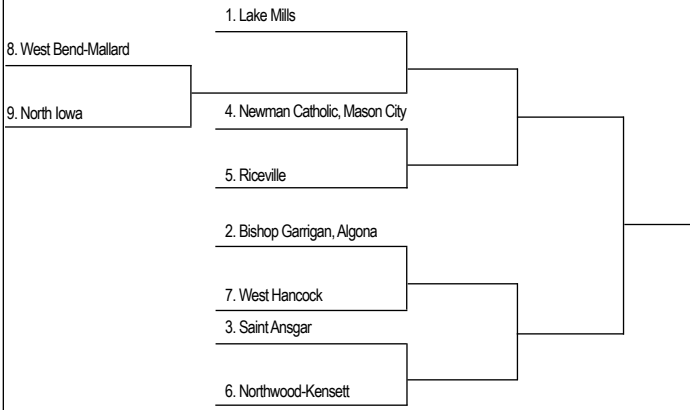 1. Lake Mills
8. West Bend-Mallard
9. North Iowa
4. Newman Catholic, Mason City
5. Riceville
2. Bishop Garrigan, Algona
7. West Hancock
3. Saint Ansgar
6. Northwood-Kensett